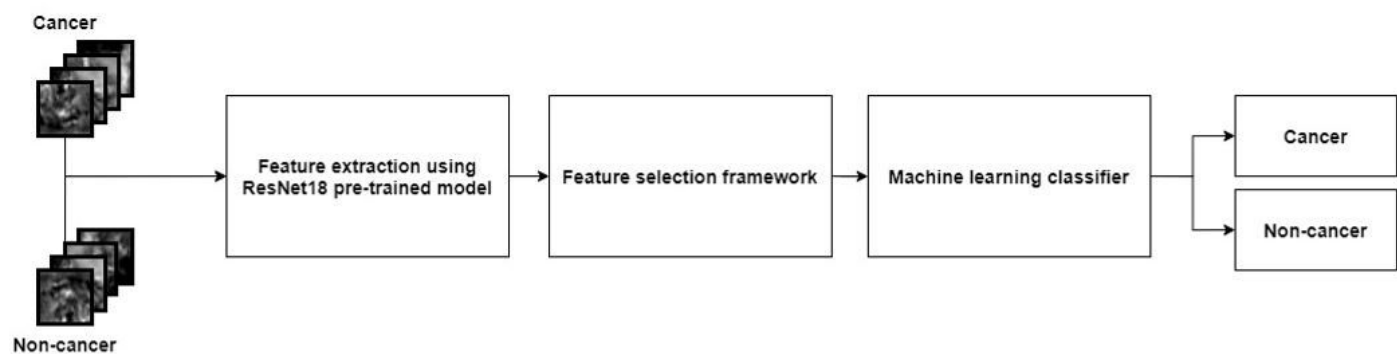 Cancer
Non-cancer
Feature extraction using
ResNet18 pre-trained model
Feature selection framework
Machine learning classifier
Cancer
Non-cancer